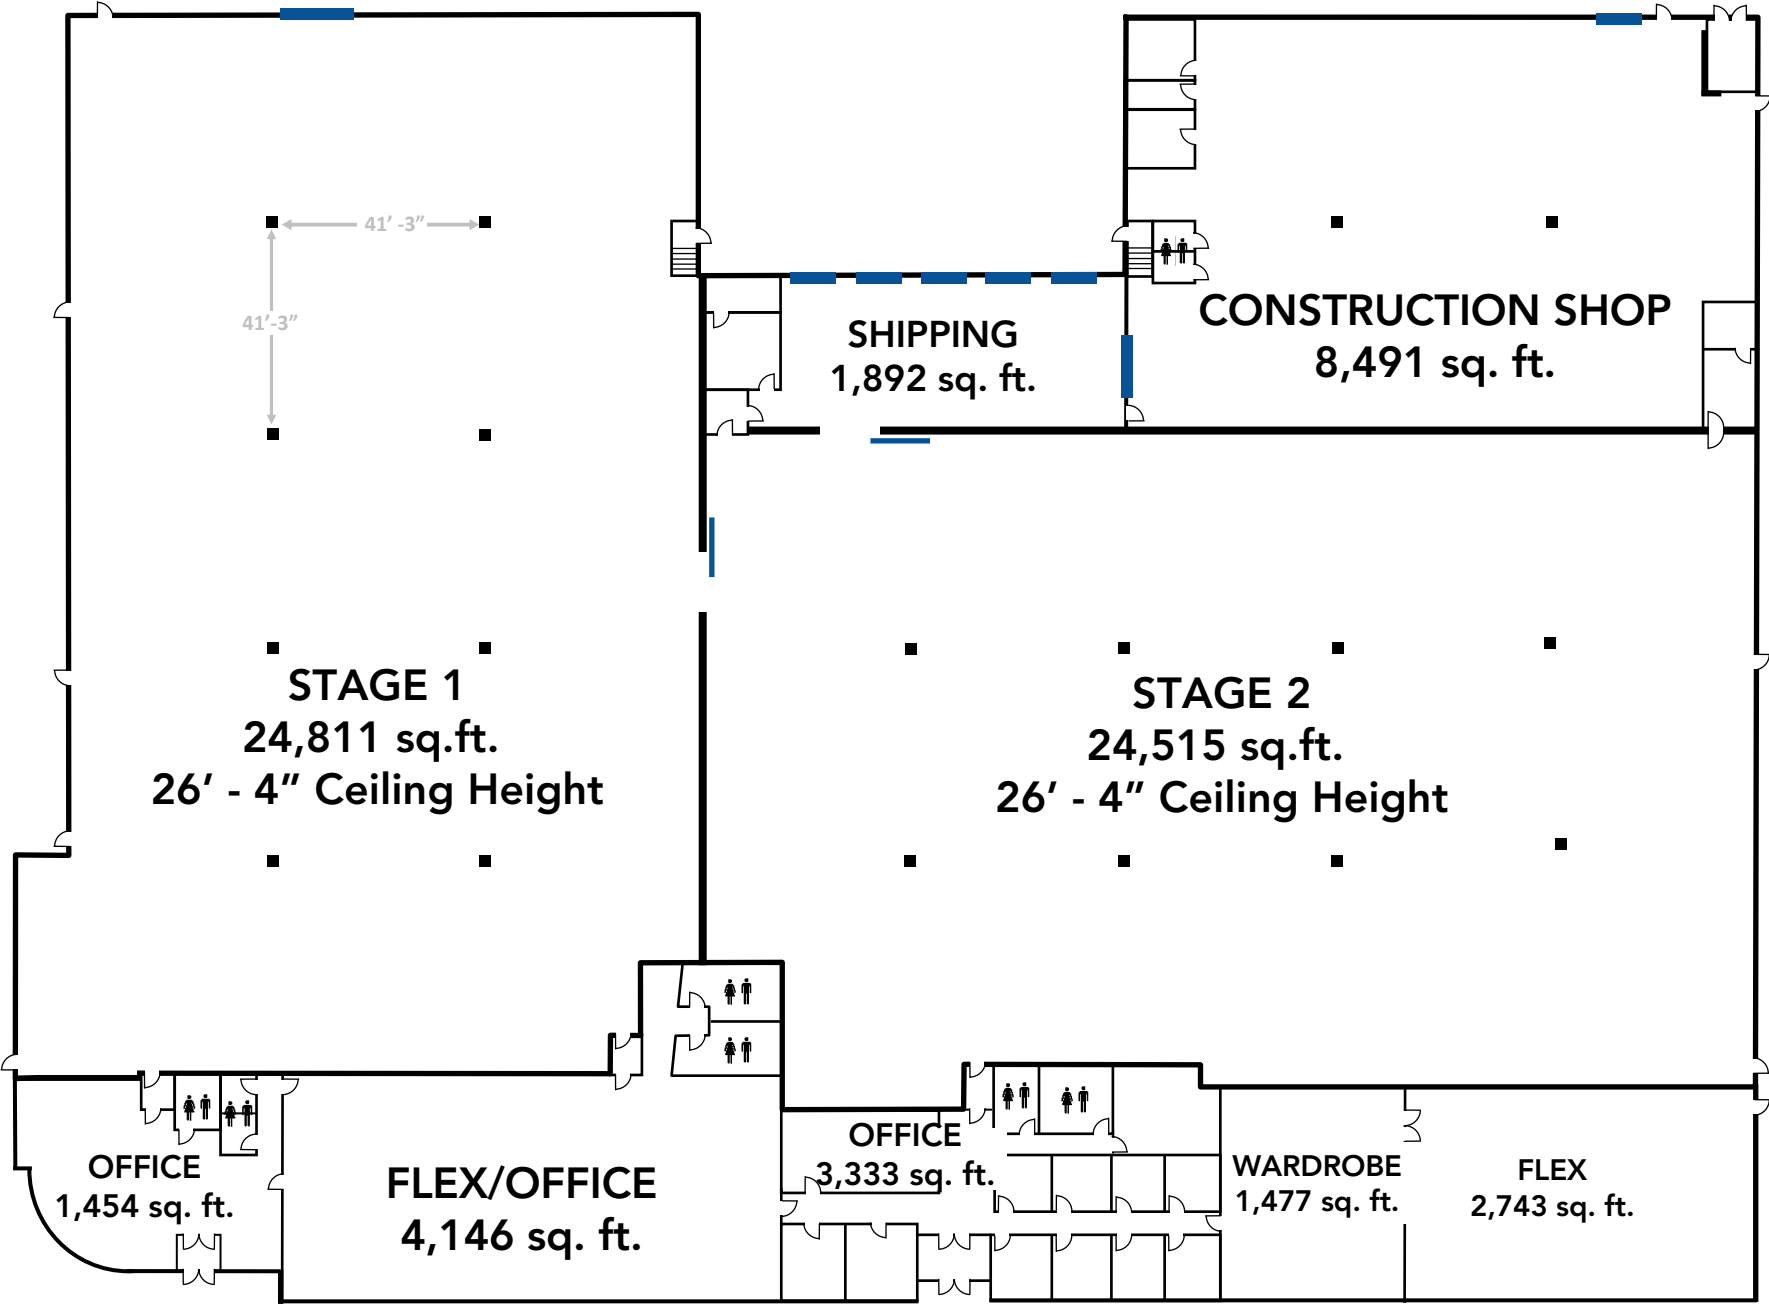 41’ -3”
41’-3”
SHIPPING
1,892 sq. ft.
CONSTRUCTION SHOP
8,491 sq. ft.
STAGE 1
24,811 sq.ft.
26’ - 4” Ceiling Height
STAGE 2
24,515 sq.ft.
26’ - 4” Ceiling Height
OFFICE
1,454 sq. ft.
FLEX/OFFICE
4,146 sq. ft.
OFFICE
3,333 sq. ft.
WARDROBE
1,477 sq. ft.
FLEX
2,743 sq. ft.